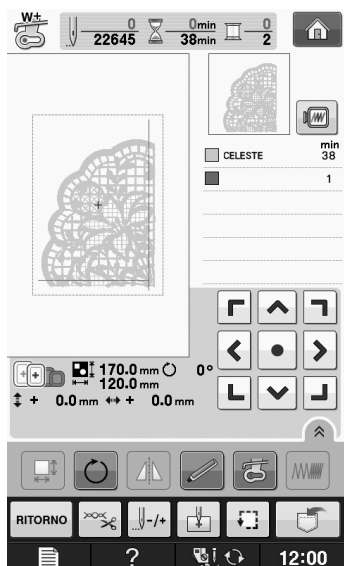 W±
0 0min 0
22645 38min 2
min
CELESTE 38
1
170.0 mm 0°
120.0 mm
+ 0.0 mm + 0.0 mm
RITORNO -/+
? 12:00